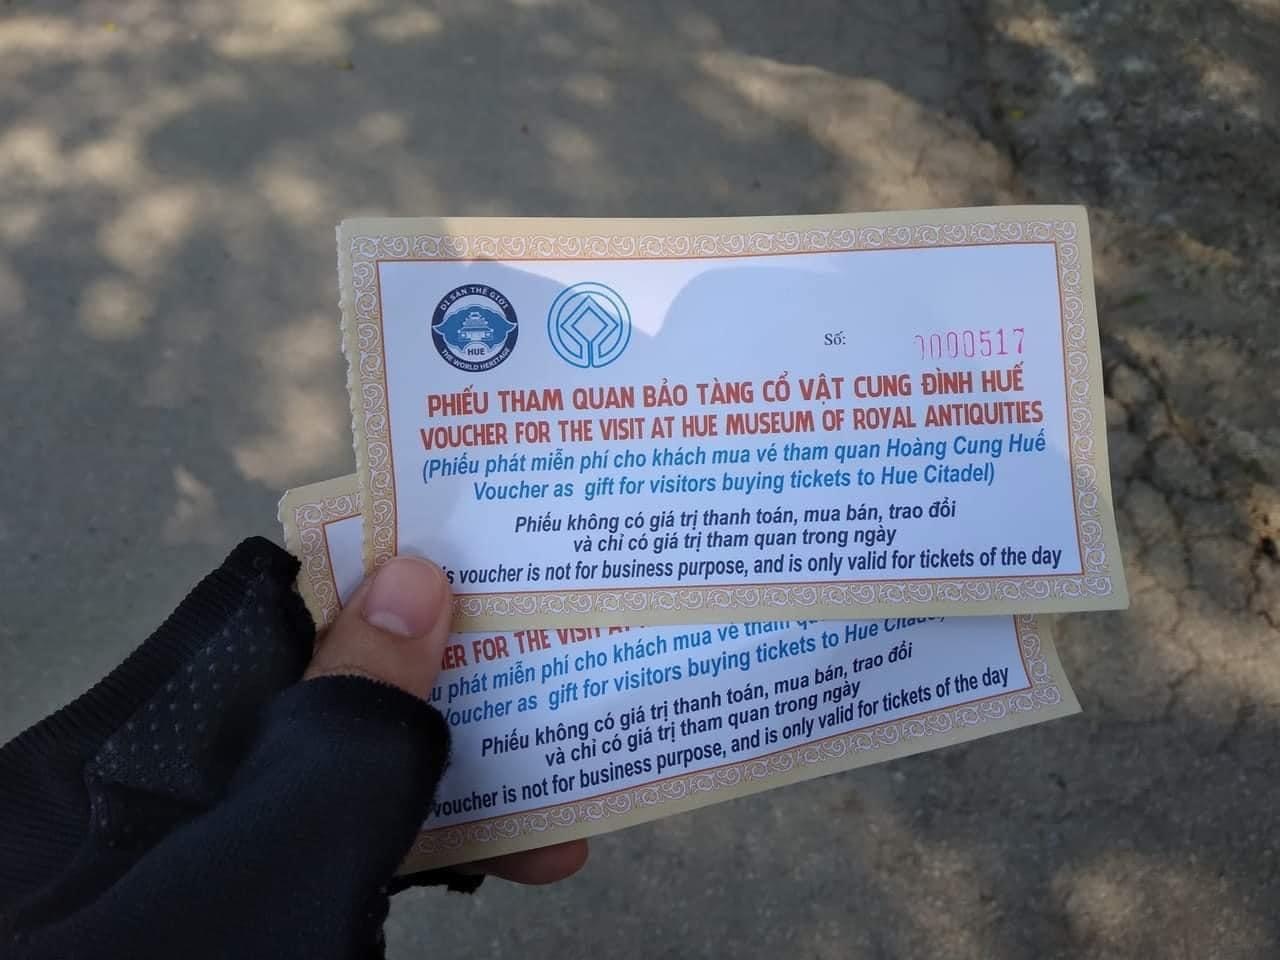 DI SẢN THẾ GIỚI
HUE
THE WORLD HERITAGE
Số: 0000517
PHIẾU THAM QUAN BẢO TÀNG CỔ VẬT CUNG ĐÌNH HUẾ
VOUCHER FOR THE VISIT AT HUE MUSEUM OF ROYAL ANTIQUITIES
(Phiếu phát miễn phí cho khách mua vé tham quan Hoàng Cung Huế
Voucher as gift for visitors buying tickets to Hue Citadel)
Phiếu không có giá trị thanh toán, mua bán, trao đổi
và chỉ có giá trị tham quan trong ngày
voucher is not for business purpose, and is only valid for tickets of the day
FOR THE VISIT
phát miễn phí cho khách mua vé tham
Voucher as gift for visitors buying tickets to Hue
Phiếu không có giá trị thanh toán, mua bán, trao đổi
và chỉ có giá trị tham quan trong ngày
voucher is not for business purpose, and is only valid for tickets of the day